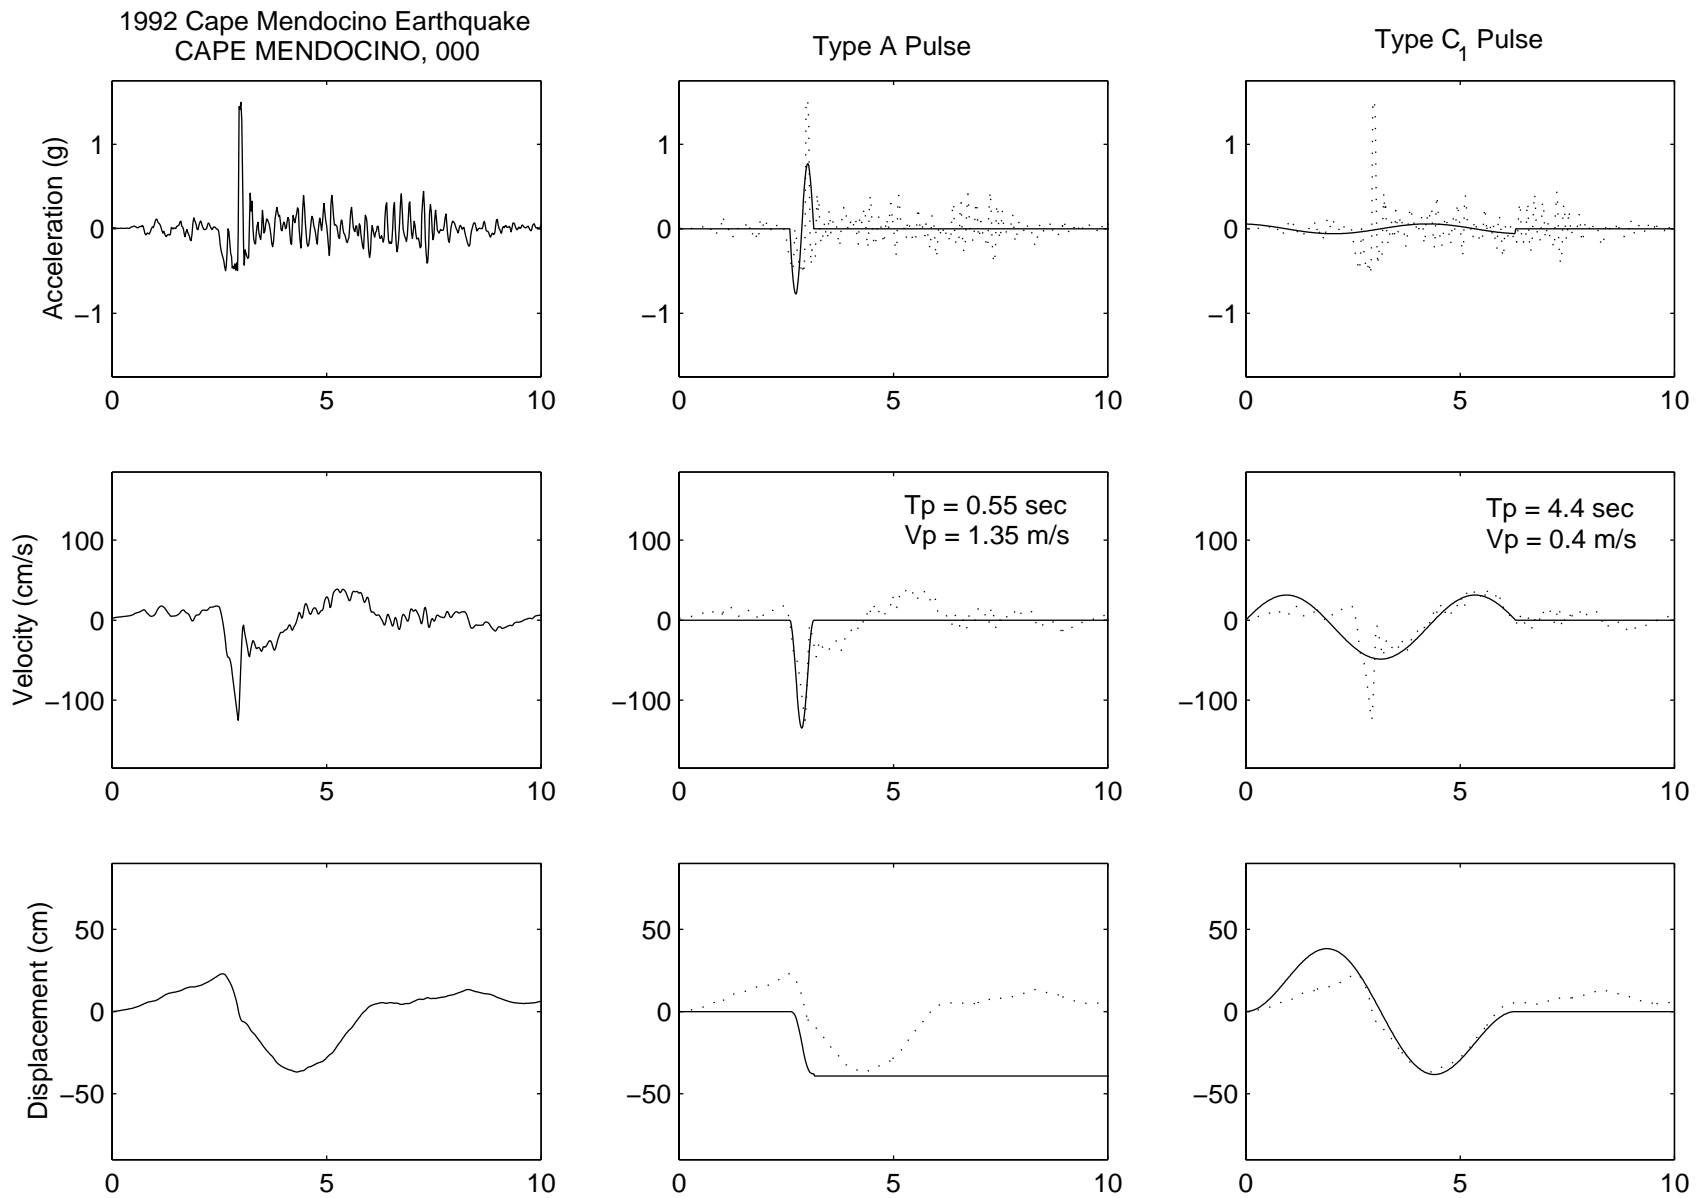 1992 Cape Mendocino Earthquake
CAPE MENDOCINO, 000
Type A Pulse
Type C₁ Pulse
Acceleration (g)
1
0
−1
0 5 10
1
0
−1
0 5 10
1
0
−1
0 5 10
Velocity (cm/s)
100
0
−100
0 5 10
Tp = 0.55 sec
Vp = 1.35 m/s
100
0
−100
0 5 10
Tp = 4.4 sec
Vp = 0.4 m/s
100
0
−100
0 5 10
Displacement (cm)
50
0
−50
0 5 10
50
0
−50
0 5 10
50
0
−50
0 5 10